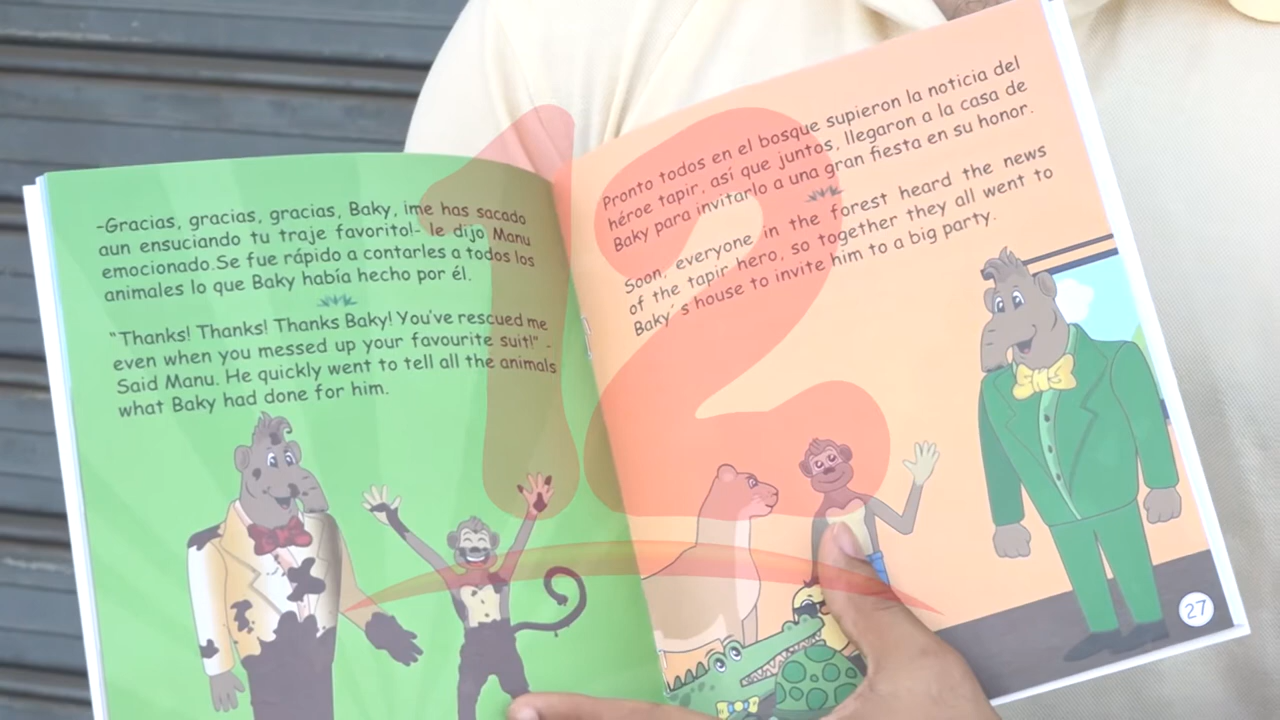 -Gracias, gracias, gracias, Baky, ¡me has sacado
aun ensuciando tu traje favorito!- le dijo Manu
emocionado.Se fue rápido a contarles a todos los
animales lo que Baky había hecho por él.
"Thanks! Thanks! Thanks Baky! You've rescued me
even when you messed up your favourite suit!" -
Said Manu. He quickly went to tell all the animals
what Baky had done for him.
Pronto todos en el bosque supieron la noticia del
héroe tapir, así que juntos, llegaron a la casa de
Baky para invitarlo a una gran fiesta en su honor.
Soon, everyone in the forest heard the news
of the tapir hero, so together they all went to
Baky´s house to invite him to a big party.
27
12